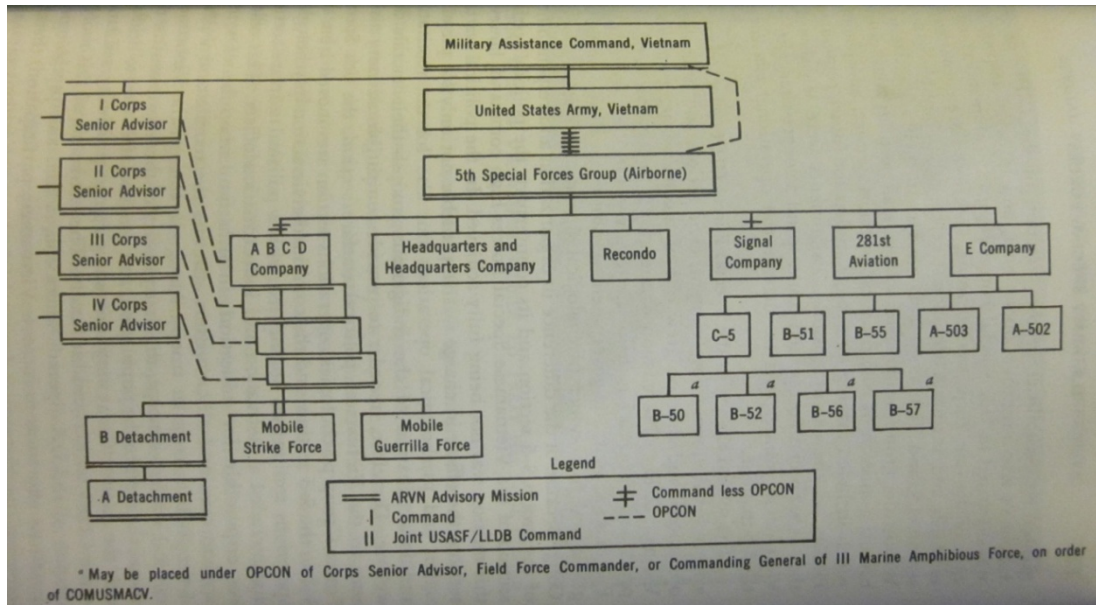 Military Assistance Command, Vietnam
I Corps
Senior Advisor
United States Army, Vietnam
II Corps
Senior Advisor
5th Special Forces Group (Airborne)
III Corps
Senior Advisor
IV Corps
Senior Advisor
A B C D
Company
Headquarters and
Headquarters Company
Recondo
Signal
Company
281st
Aviation
E Company
C-5
B-51
B-55
A-503
A-502
a
a
a
a
B-50
B-52
B-56
B-57
B Detachment
Mobile
Strike Force
Mobile
Guerrilla Force
A Detachment
Legend
ARVN Advisory Mission
Command
Joint USASF/LLDB Command
Command less OPCON
OPCON
a May be placed under OPCON of Corps Senior Advisor, Field Force Commander, or Commanding General of III Marine Amphibious Force, on order
of COMUSMACV.